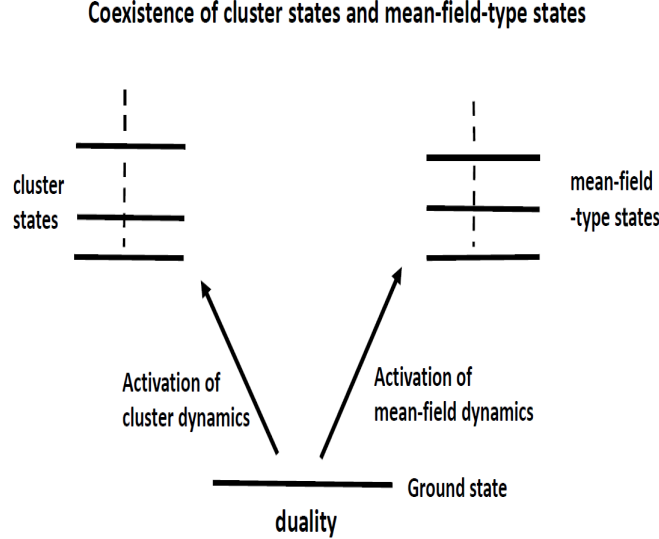 Coexistence of cluster states and mean-field-type states
cluster
states
mean-field
-type states
Activation of
cluster dynamics
Activation of
mean-field dynamics
Ground state
duality